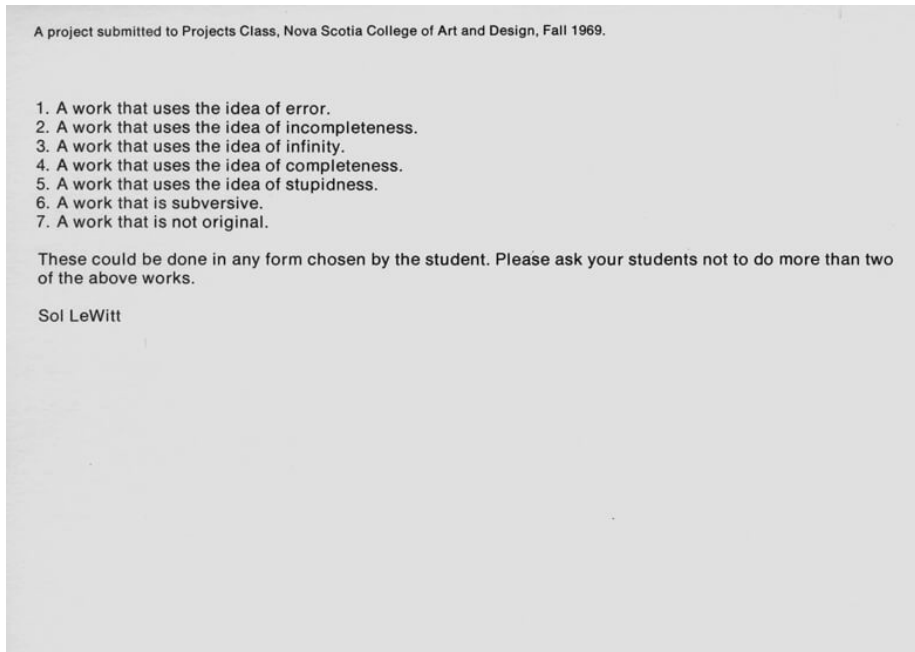 A project submitted to Projects Class, Nova Scotia College of Art and Design, Fall 1969.
1. A work that uses the idea of error.
2. A work that uses the idea of incompleteness.
3. A work that uses the idea of infinity.
4. A work that uses the idea of completeness.
5. A work that uses the idea of stupidness.
6. A work that is subversive.
7. A work that is not original.
These could be done in any form chosen by the student. Please ask your students not to do more than two
of the above works.
Sol LeWitt